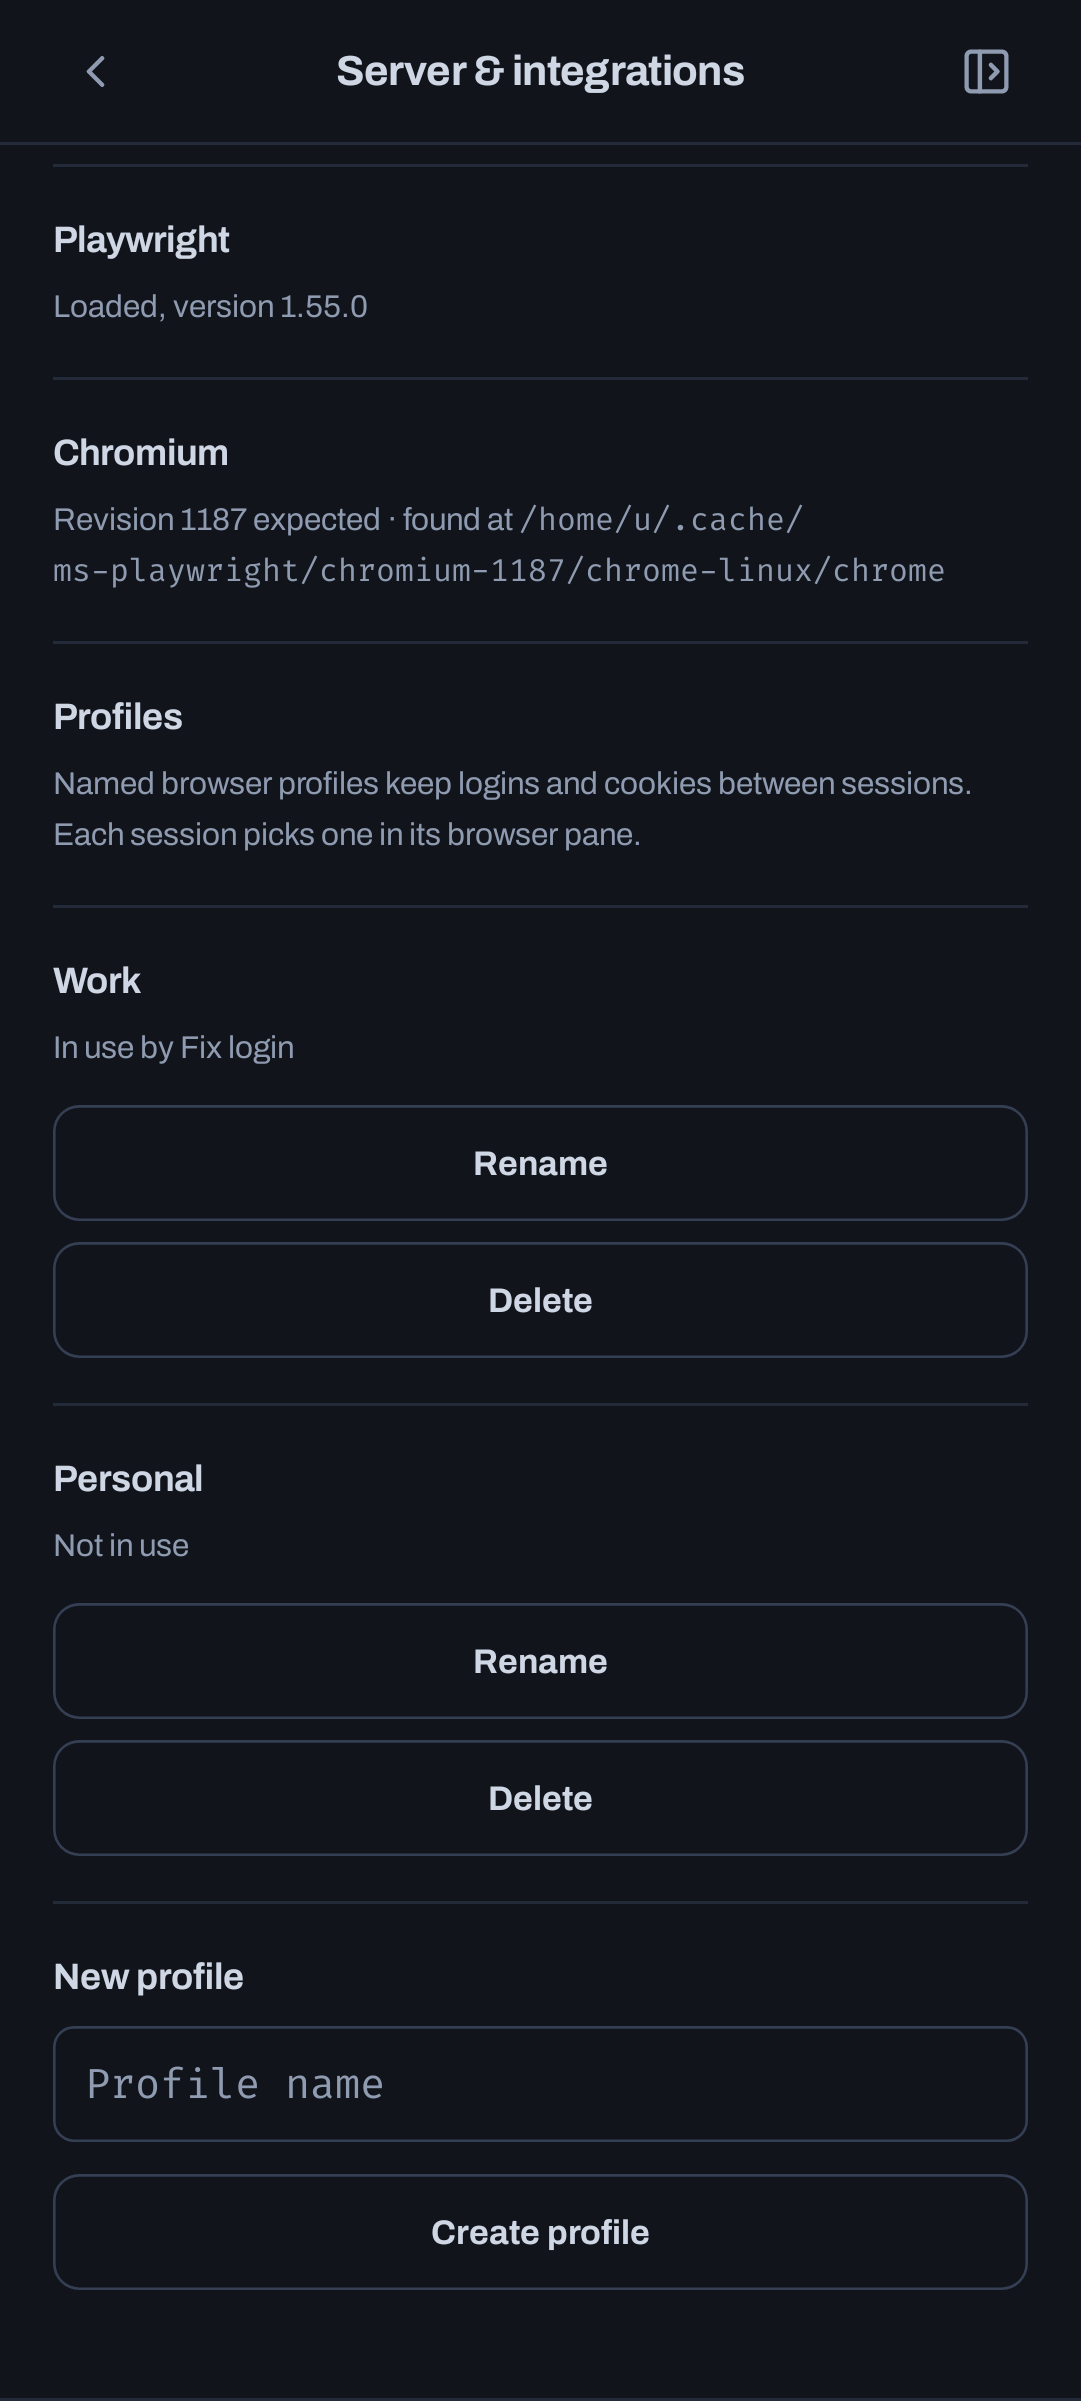 Server & integrations
Playwright
Loaded, version 1.55.0
Chromium
Revision 1187 expected · found at /home/u/.cache/
ms-playwright/chromium-1187/chrome-linux/chrome
Profiles
Named browser profiles keep logins and cookies between sessions.
Each session picks one in its browser pane.
Work
In use by Fix login
Rename
Delete
Personal
Not in use
Rename
Delete
New profile
Profile name
Create profile